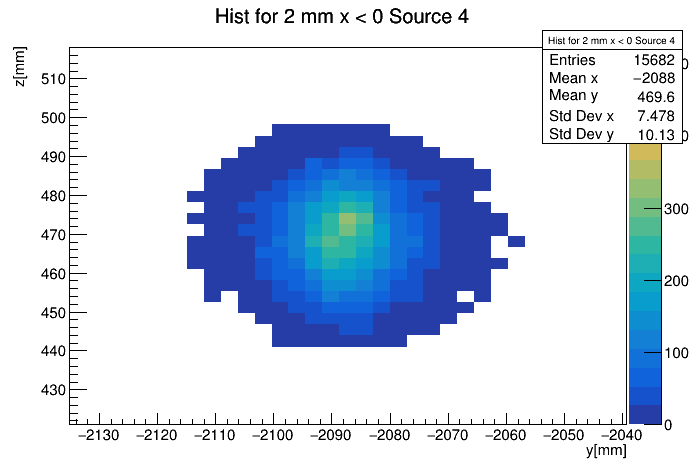 Hist for 2 mm x < 0 Source 4
z[mm]
Hist for 2 mm x < 0 Source 4
Entries 15682
Mean x −2088
Mean y 469.6
Std Dev x 7.478
Std Dev y 10.13
510
500
490
480
470
460
450
440
430
0
0
300
200
100
0
−2130 −2120 −2110 −2100 −2090 −2080 −2070 −2060 −2050 −2040
y[mm]